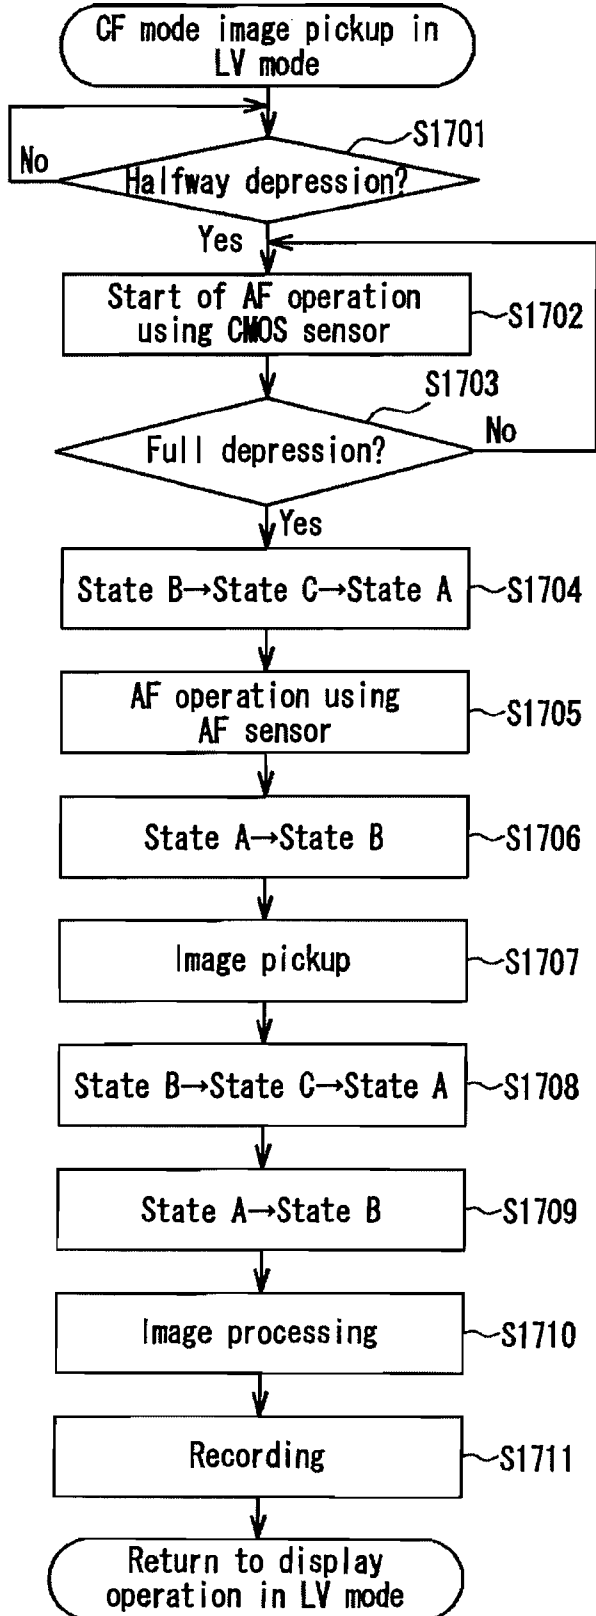 CF mode image pickup in
LV mode
S1701
No
Halfway depression?
Yes
Start of AF operation
using CMOS sensor
S1702
S1703
Full depression?
No
Yes
State B→State C→State A
S1704
AF operation using
AF sensor
S1705
State A→State B
S1706
Image pickup
S1707
State B→State C→State A
S1708
State A→State B
S1709
Image processing
S1710
Recording
S1711
Return to display
operation in LV mode